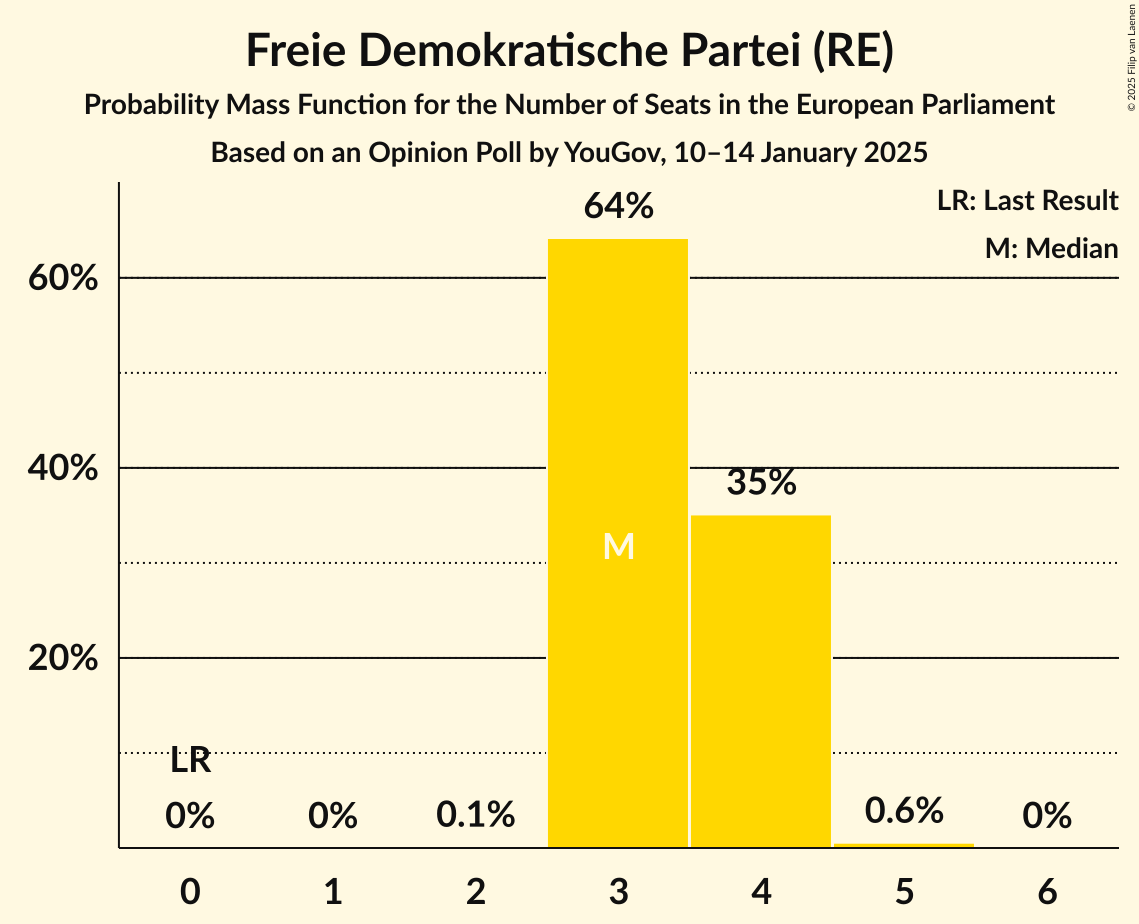 Freie Demokratische Partei (RE)
Probability Mass Function for the Number of Seats in the European Parliament
Based on an Opinion Poll by YouGov, 10–14 January 2025
© 2025 Filip van Laenen
LR: Last Result
M: Median
64%
60%
40%
35%
M
20%
LR
0%
0%
0.1%
0.6%
0%
0 1 2 3 4 5 6